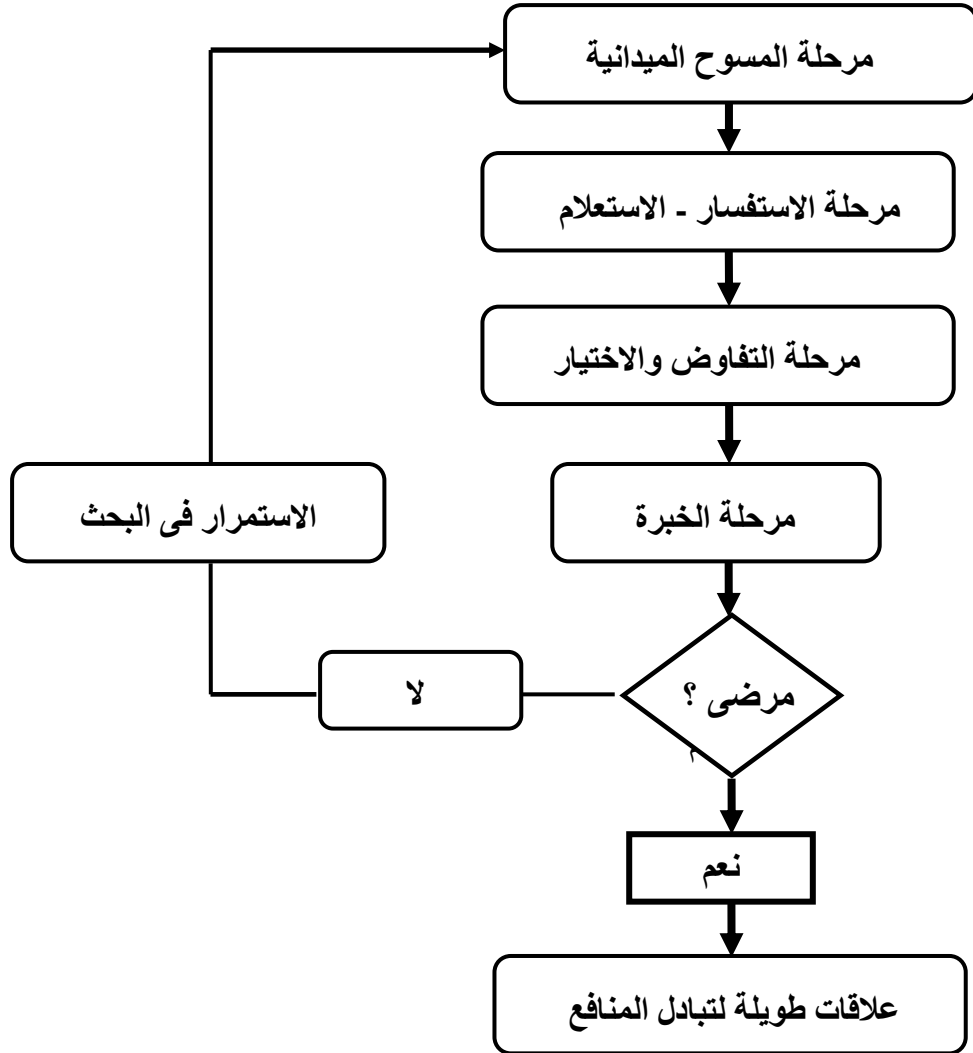 مرحلة المسوح الميدانية
مرحلة الاستفسار - الاستعلام
مرحلة التفاوض والاختيار
مرحلة الخبرة
الاستمرار فى البحث
مرضى ؟
لا
نعم
علاقات طويلة لتبادل المنافع